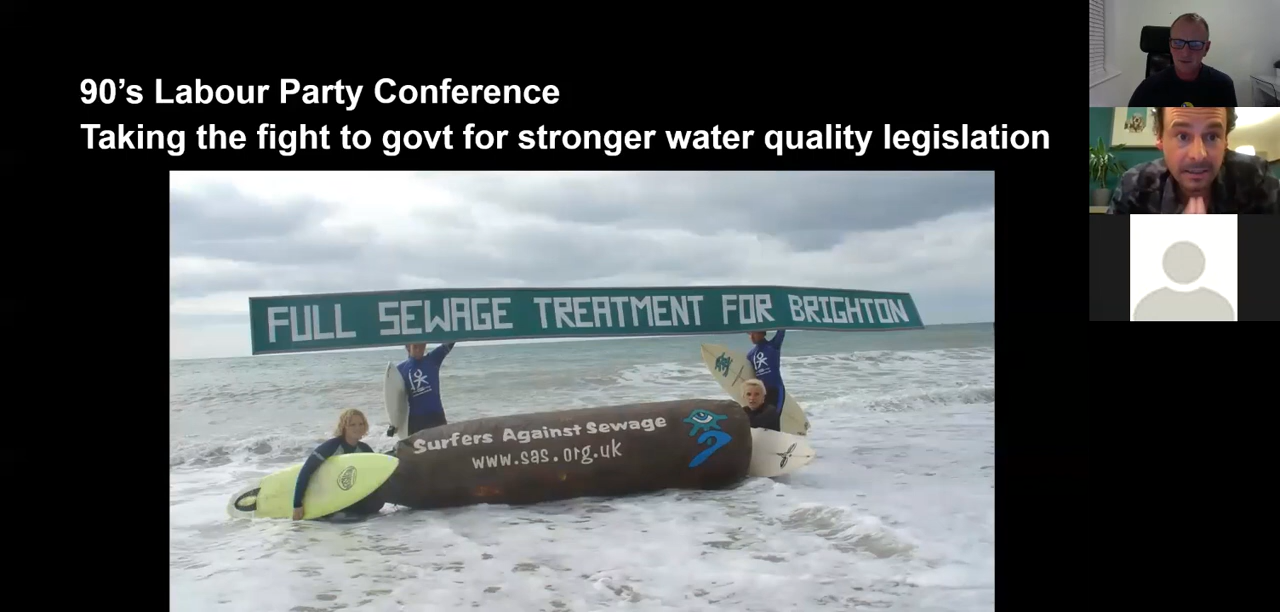 90's Labour Party Conference
Taking the fight to govt for stronger water quality legislation
FULL SEWAGE TREATMENT FOR BRIGHTON
Surfers Against Sewage
www.sas.org.uk